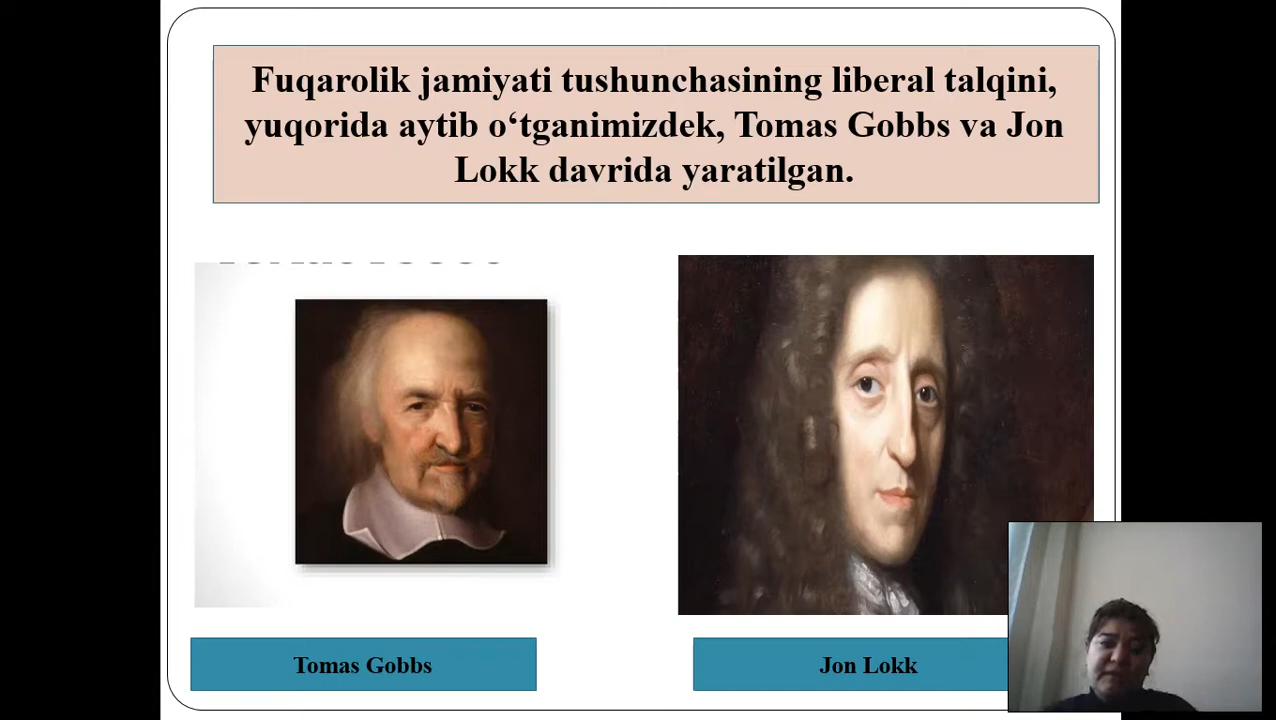 Fuqarolik jamiyati tushunchasining liberal talqini,
yuqorida aytib o‘tganimizdek, Tomas Gobbs va Jon
Lokk davrida yaratilgan.
Tomas Gobbs
Jon Lokk